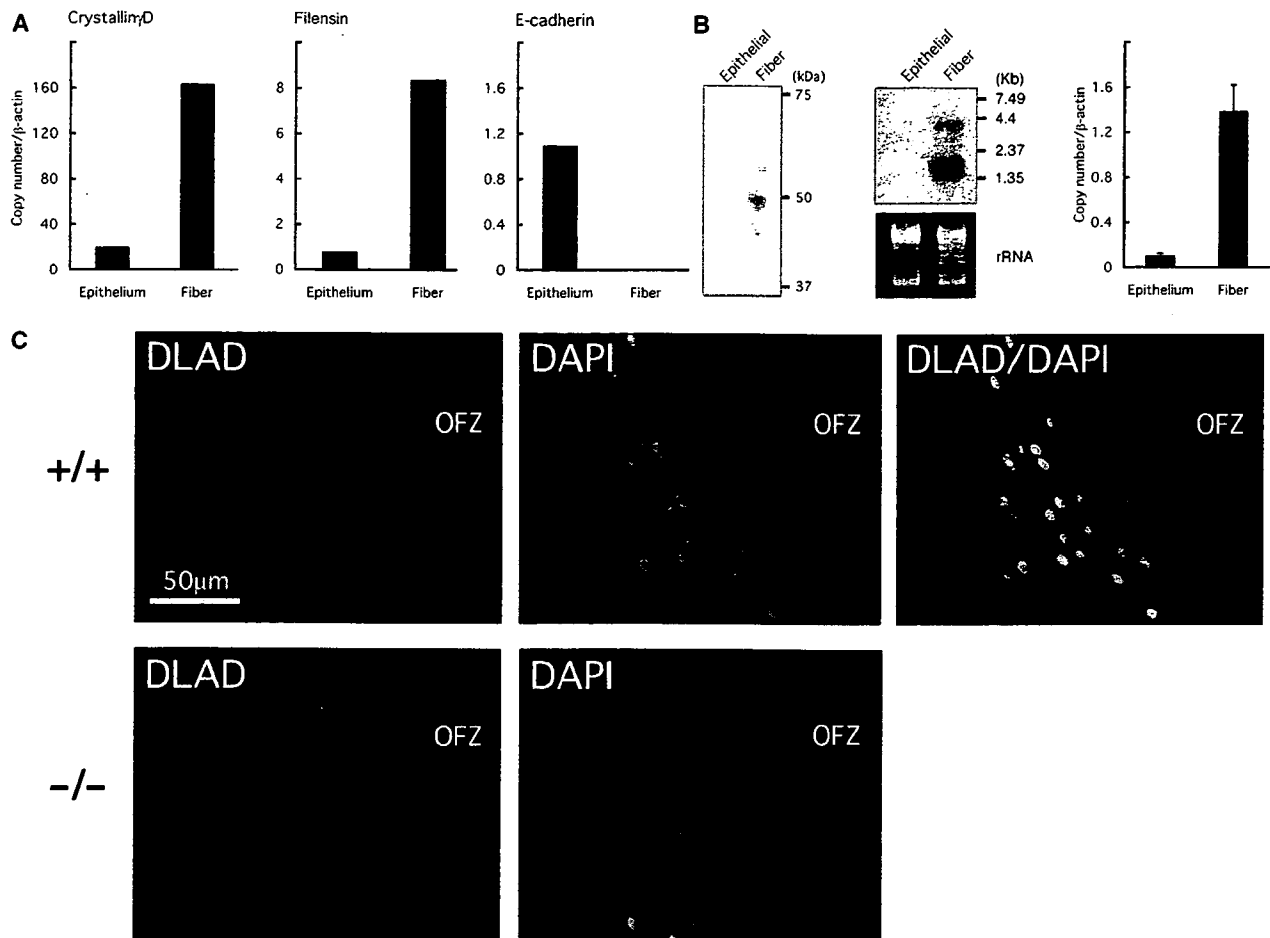 A
CrystallinγD
Filensin
E-cadherin
Copy number/β-actin
160
120
80
40
0
Epithelium Fiber
8
6
4
2
0
Epithelium Fiber
1.6
1.2
0.8
0.4
0
Epithelium Fiber
B
Epithelial
Fiber
(kDa)
75
50
37
Epithelial
Fiber
(Kb)
7.49
4.4
2.37
1.35
rRNA
Copy number/β-actin
1.6
1.2
0.8
0.4
0
Epithelium Fiber
C
+/+
DLAD
OFZ
50μm
DAPI
OFZ
DLAD/DAPI
OFZ
-/-
DLAD
OFZ
DAPI
OFZ